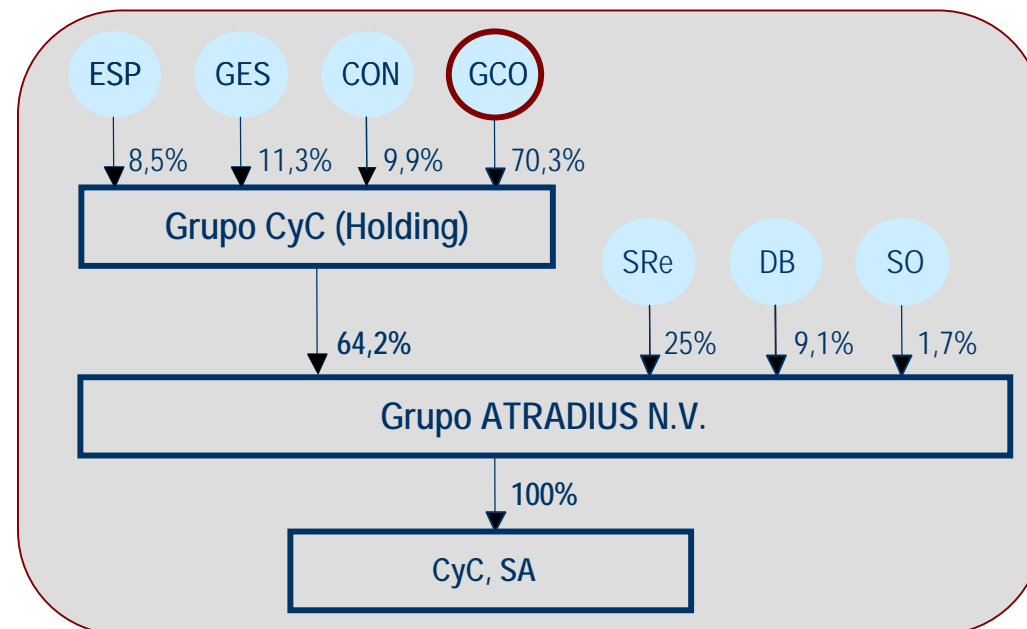 ESP GES CON GCO
8,5% 11,3% 9,9% 70,3%
Grupo CyC (Holding)
SRe DB SO
64,2% 25% 9,1% 1,7%
Grupo ATRADIUS N.V.
100%
CyC, SA